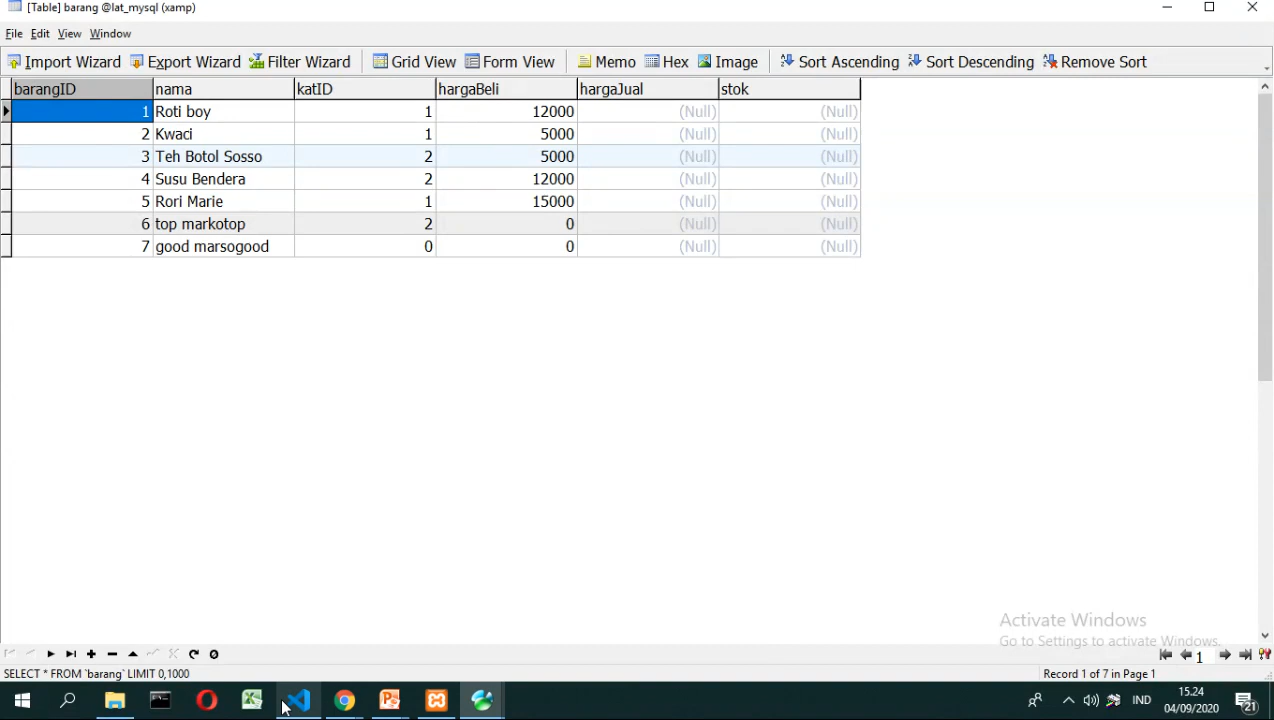 [Table] barang @lat_mysql (xamp)
File Edit View Window
Import Wizard Export Wizard Filter Wizard Grid View Form View Memo Hex Image Sort Ascending Sort Descending Remove Sort
barangID nama katID hargaBeli hargaJual stok
1 Roti boy 1 12000 (Null) (Null)
2 Kwaci 1 5000 (Null) (Null)
3 Teh Botol Sosso 2 5000 (Null) (Null)
4 Susu Bendera 2 12000 (Null) (Null)
5 Rori Marie 1 15000 (Null) (Null)
6 top markotop 2 0 (Null) (Null)
7 good marsogood 0 0 (Null) (Null)
Activate Windows
Go to Settings to activate Windows.
1
SELECT * FROM `barang` LIMIT 0,1000 Record 1 of 7 in Page 1
IND 15.24
04/09/2020 21